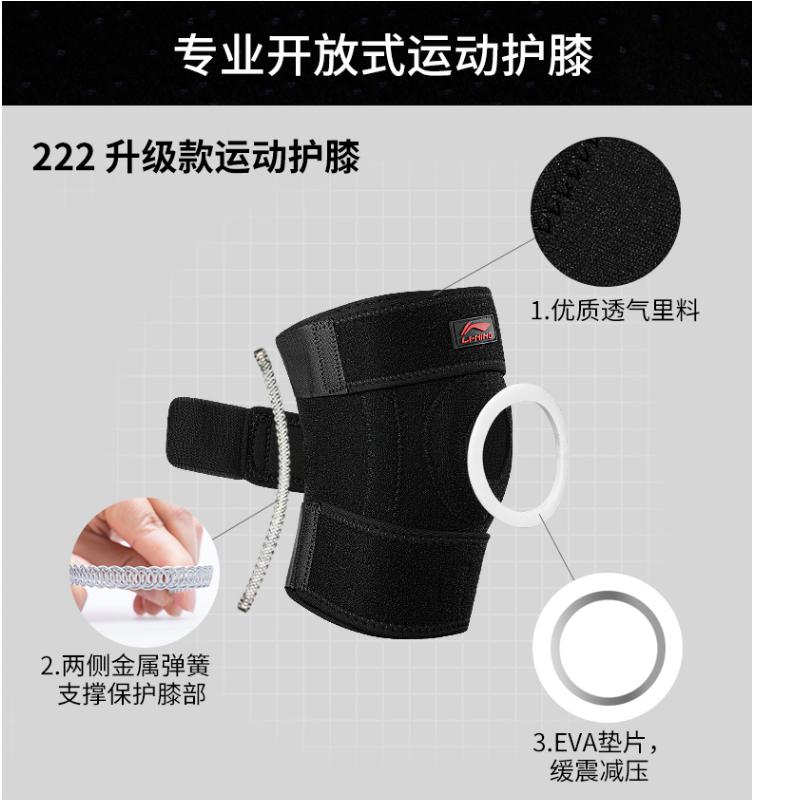 专业开放式运动护膝
222 升级款运动护膝
1.优质透气里料
LI-NING
2.两侧金属弹簧
支撑保护膝部
3.EVA垫片，
缓震减压